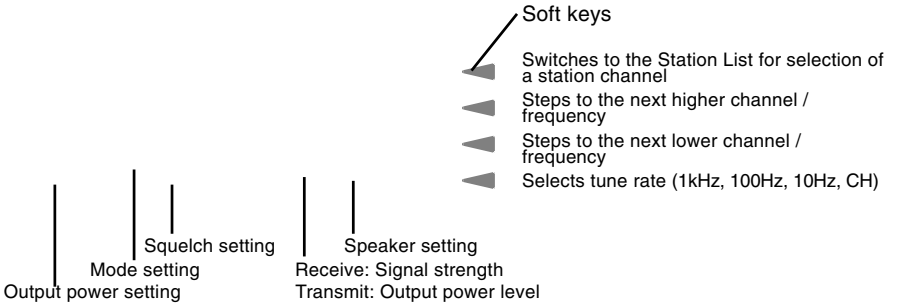 Soft keys
Switches to the Station List for selection of
a station channel
Steps to the next higher channel /
frequency
Steps to the next lower channel /
frequency
Selects tune rate (1kHz, 100Hz, 10Hz, CH)
Squelch setting
Speaker setting
Mode setting
Receive: Signal strength
Output power setting
Transmit: Output power level